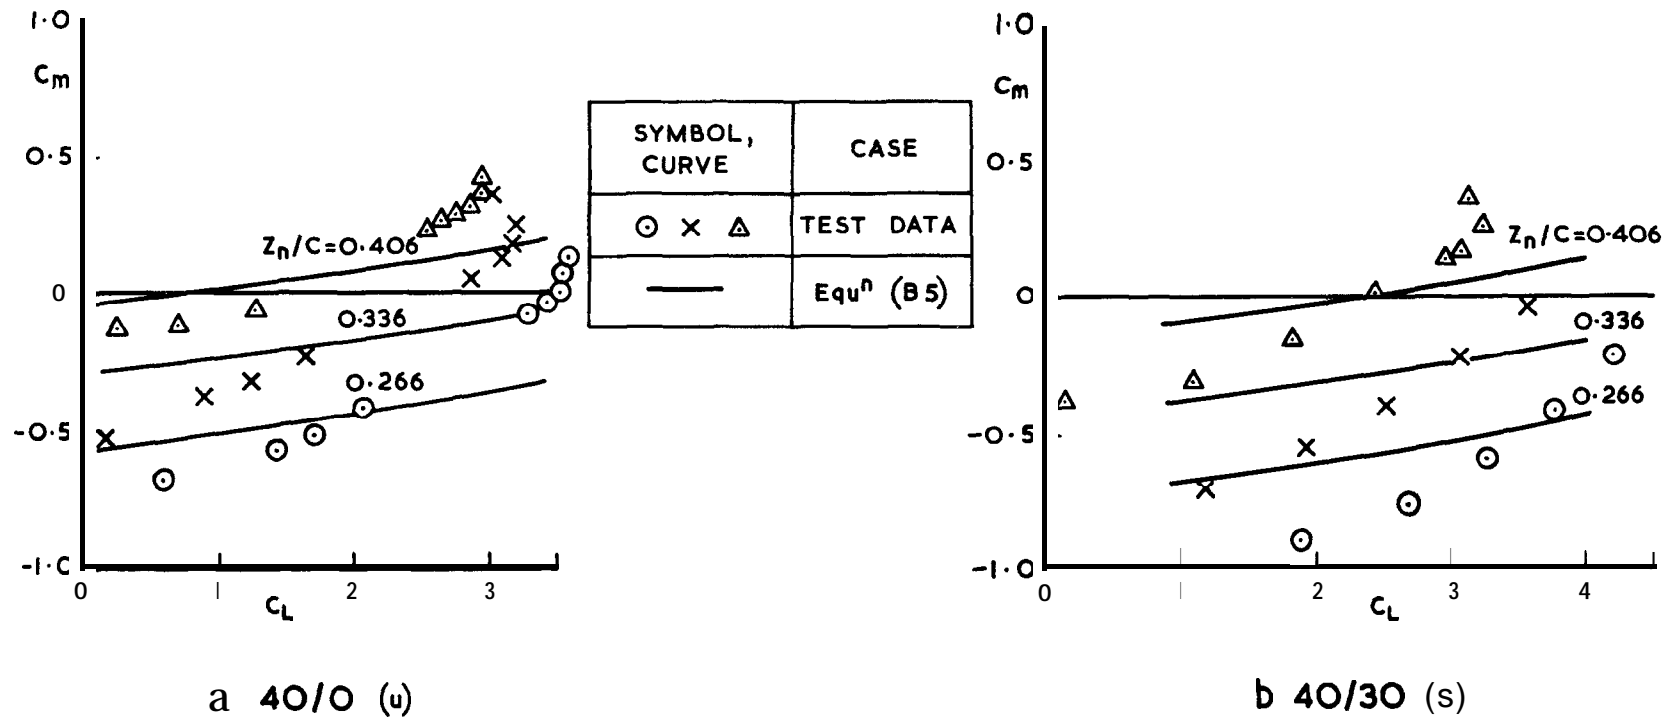 1.0
Cm
0.5
0
-0.5
-1.0
Zn/C=0.406
0.336
0.266
0 1 2 3
CL
a 40/0 (u)
SYMBOL, CURVE
CASE
⊙ × △
TEST DATA
Equⁿ (B5)
1.0
Cm
0.5
0
-0.5
-1.0
Zn/C=0.406
0.336
0.266
0 2 3 4
CL
b 40/30 (s)